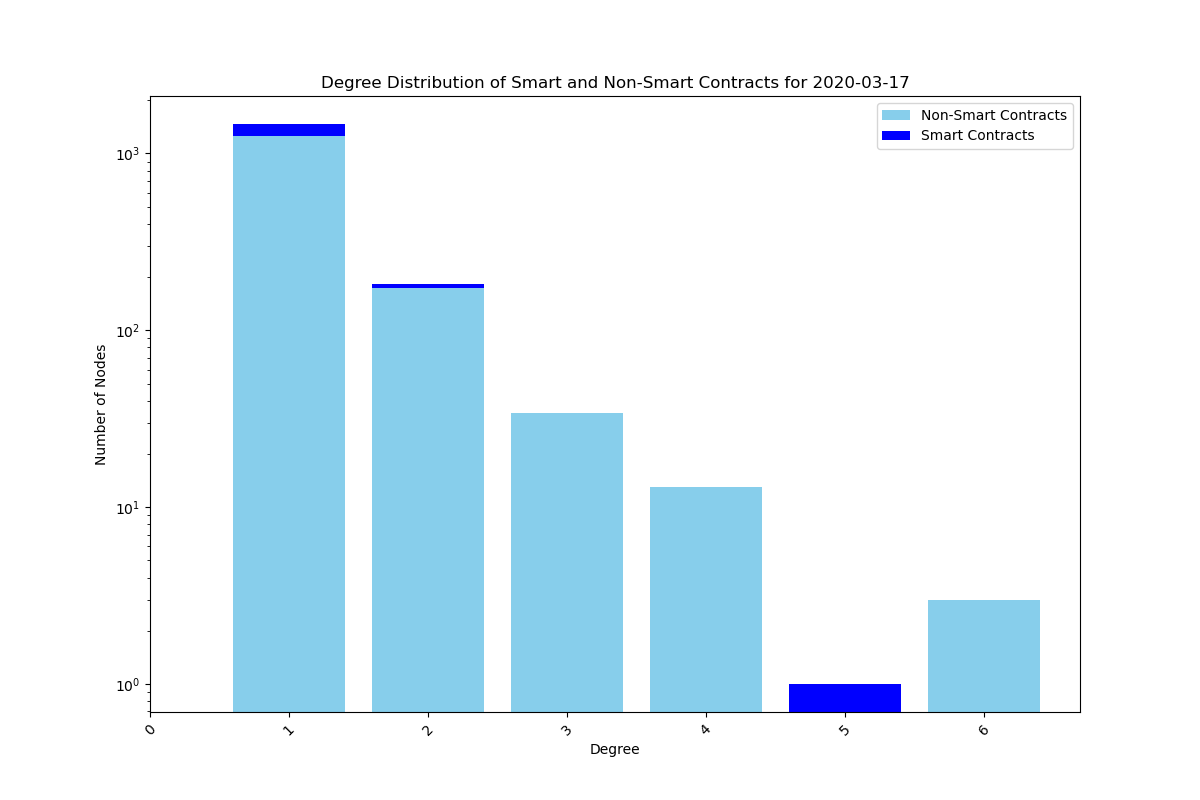 Degree Distribution of Smart and Non-Smart Contracts for 2020-03-17
Non-Smart Contracts
Smart Contracts
Number of Nodes
10³
10²
10¹
10⁰
0 1 2 3 4 5 6
Degree